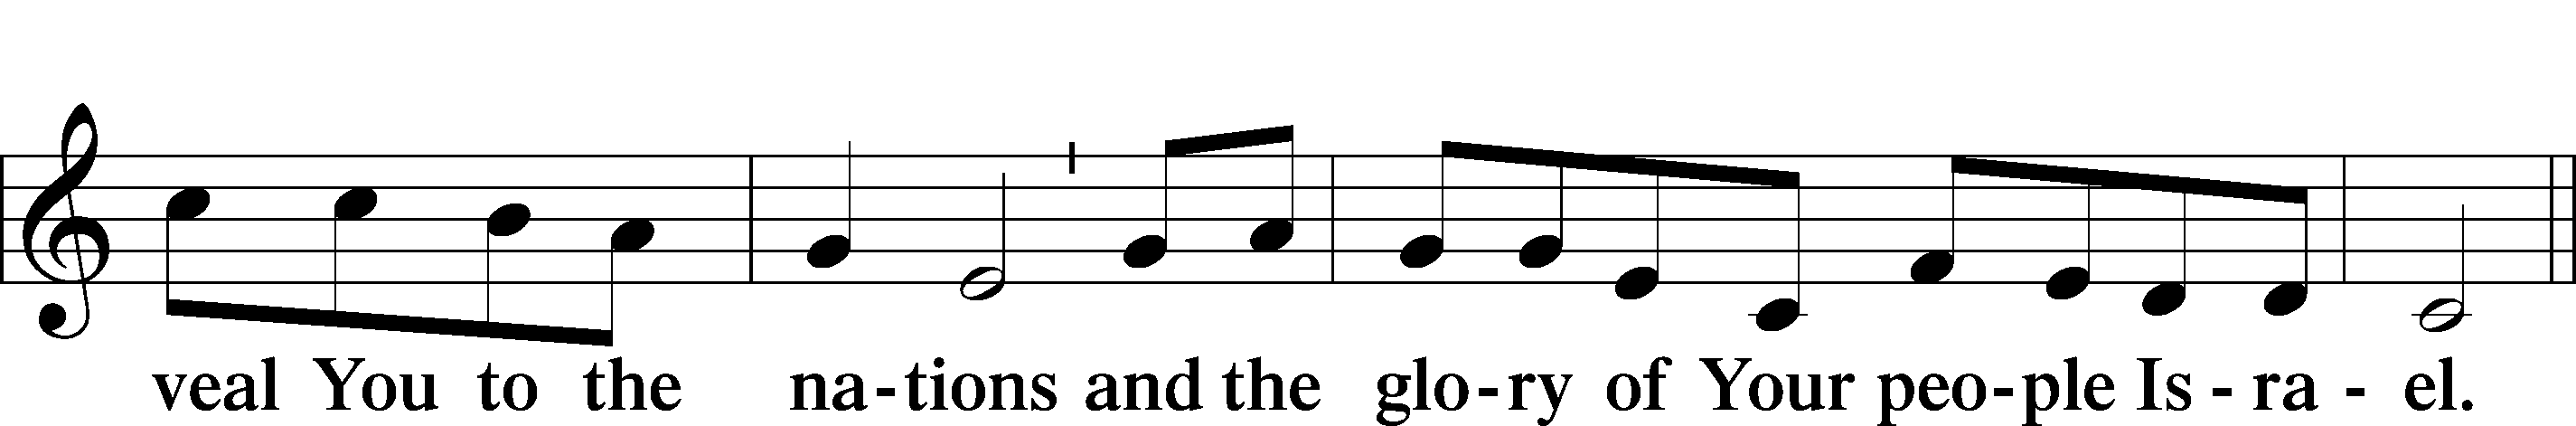 veal You to the na-tions and the glo-ry of Your peo-ple Is-ra-el.